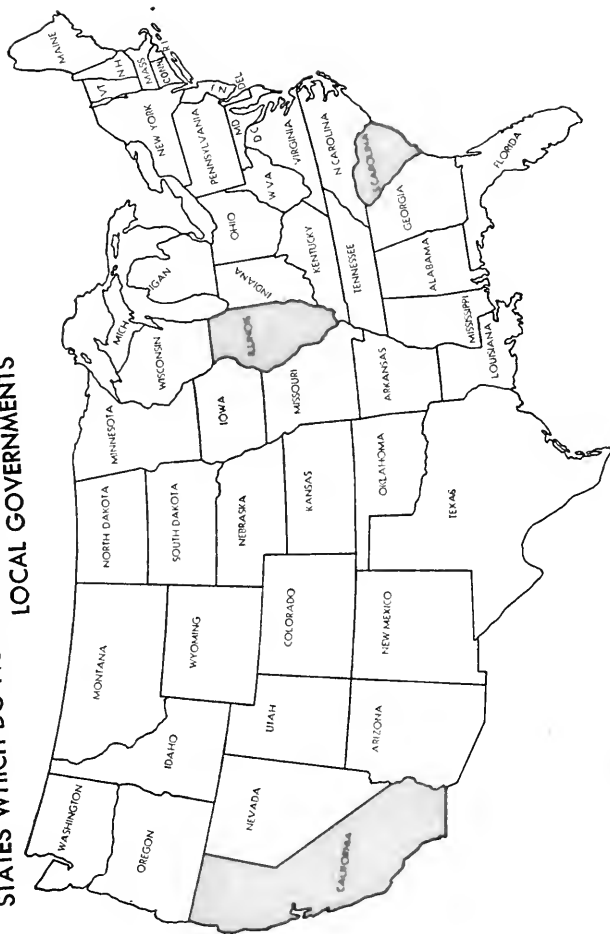 STATES WHICH DO
LOCAL GOVERNMENTS
WASHINGTON
OREGON
CALIFORNIA
NEVADA
IDAHO
MONTANA
WYOMING
UTAH
ARIZONA
COLORADO
NEW MEXICO
NORTH DAKOTA
SOUTH DAKOTA
NEBRASKA
KANSAS
OKLAHOMA
TEXAS
MINNESOTA
IOWA
MISSOURI
ARKANSAS
LOUISIANA
WISCONSIN
ILLINOIS
MICH
IGAN
INDIANA
OHIO
KENTUCKY
TENNESSEE
MISSISSIPPI
ALABAMA
GEORGIA
FLORIDA
S CAROLINA
N CAROLINA
VIRGINIA
W VA
D C
MD
DEL
PENNSYLVANIA
NEW YORK
VT
N H
MASS
CONN
R I
MAINE